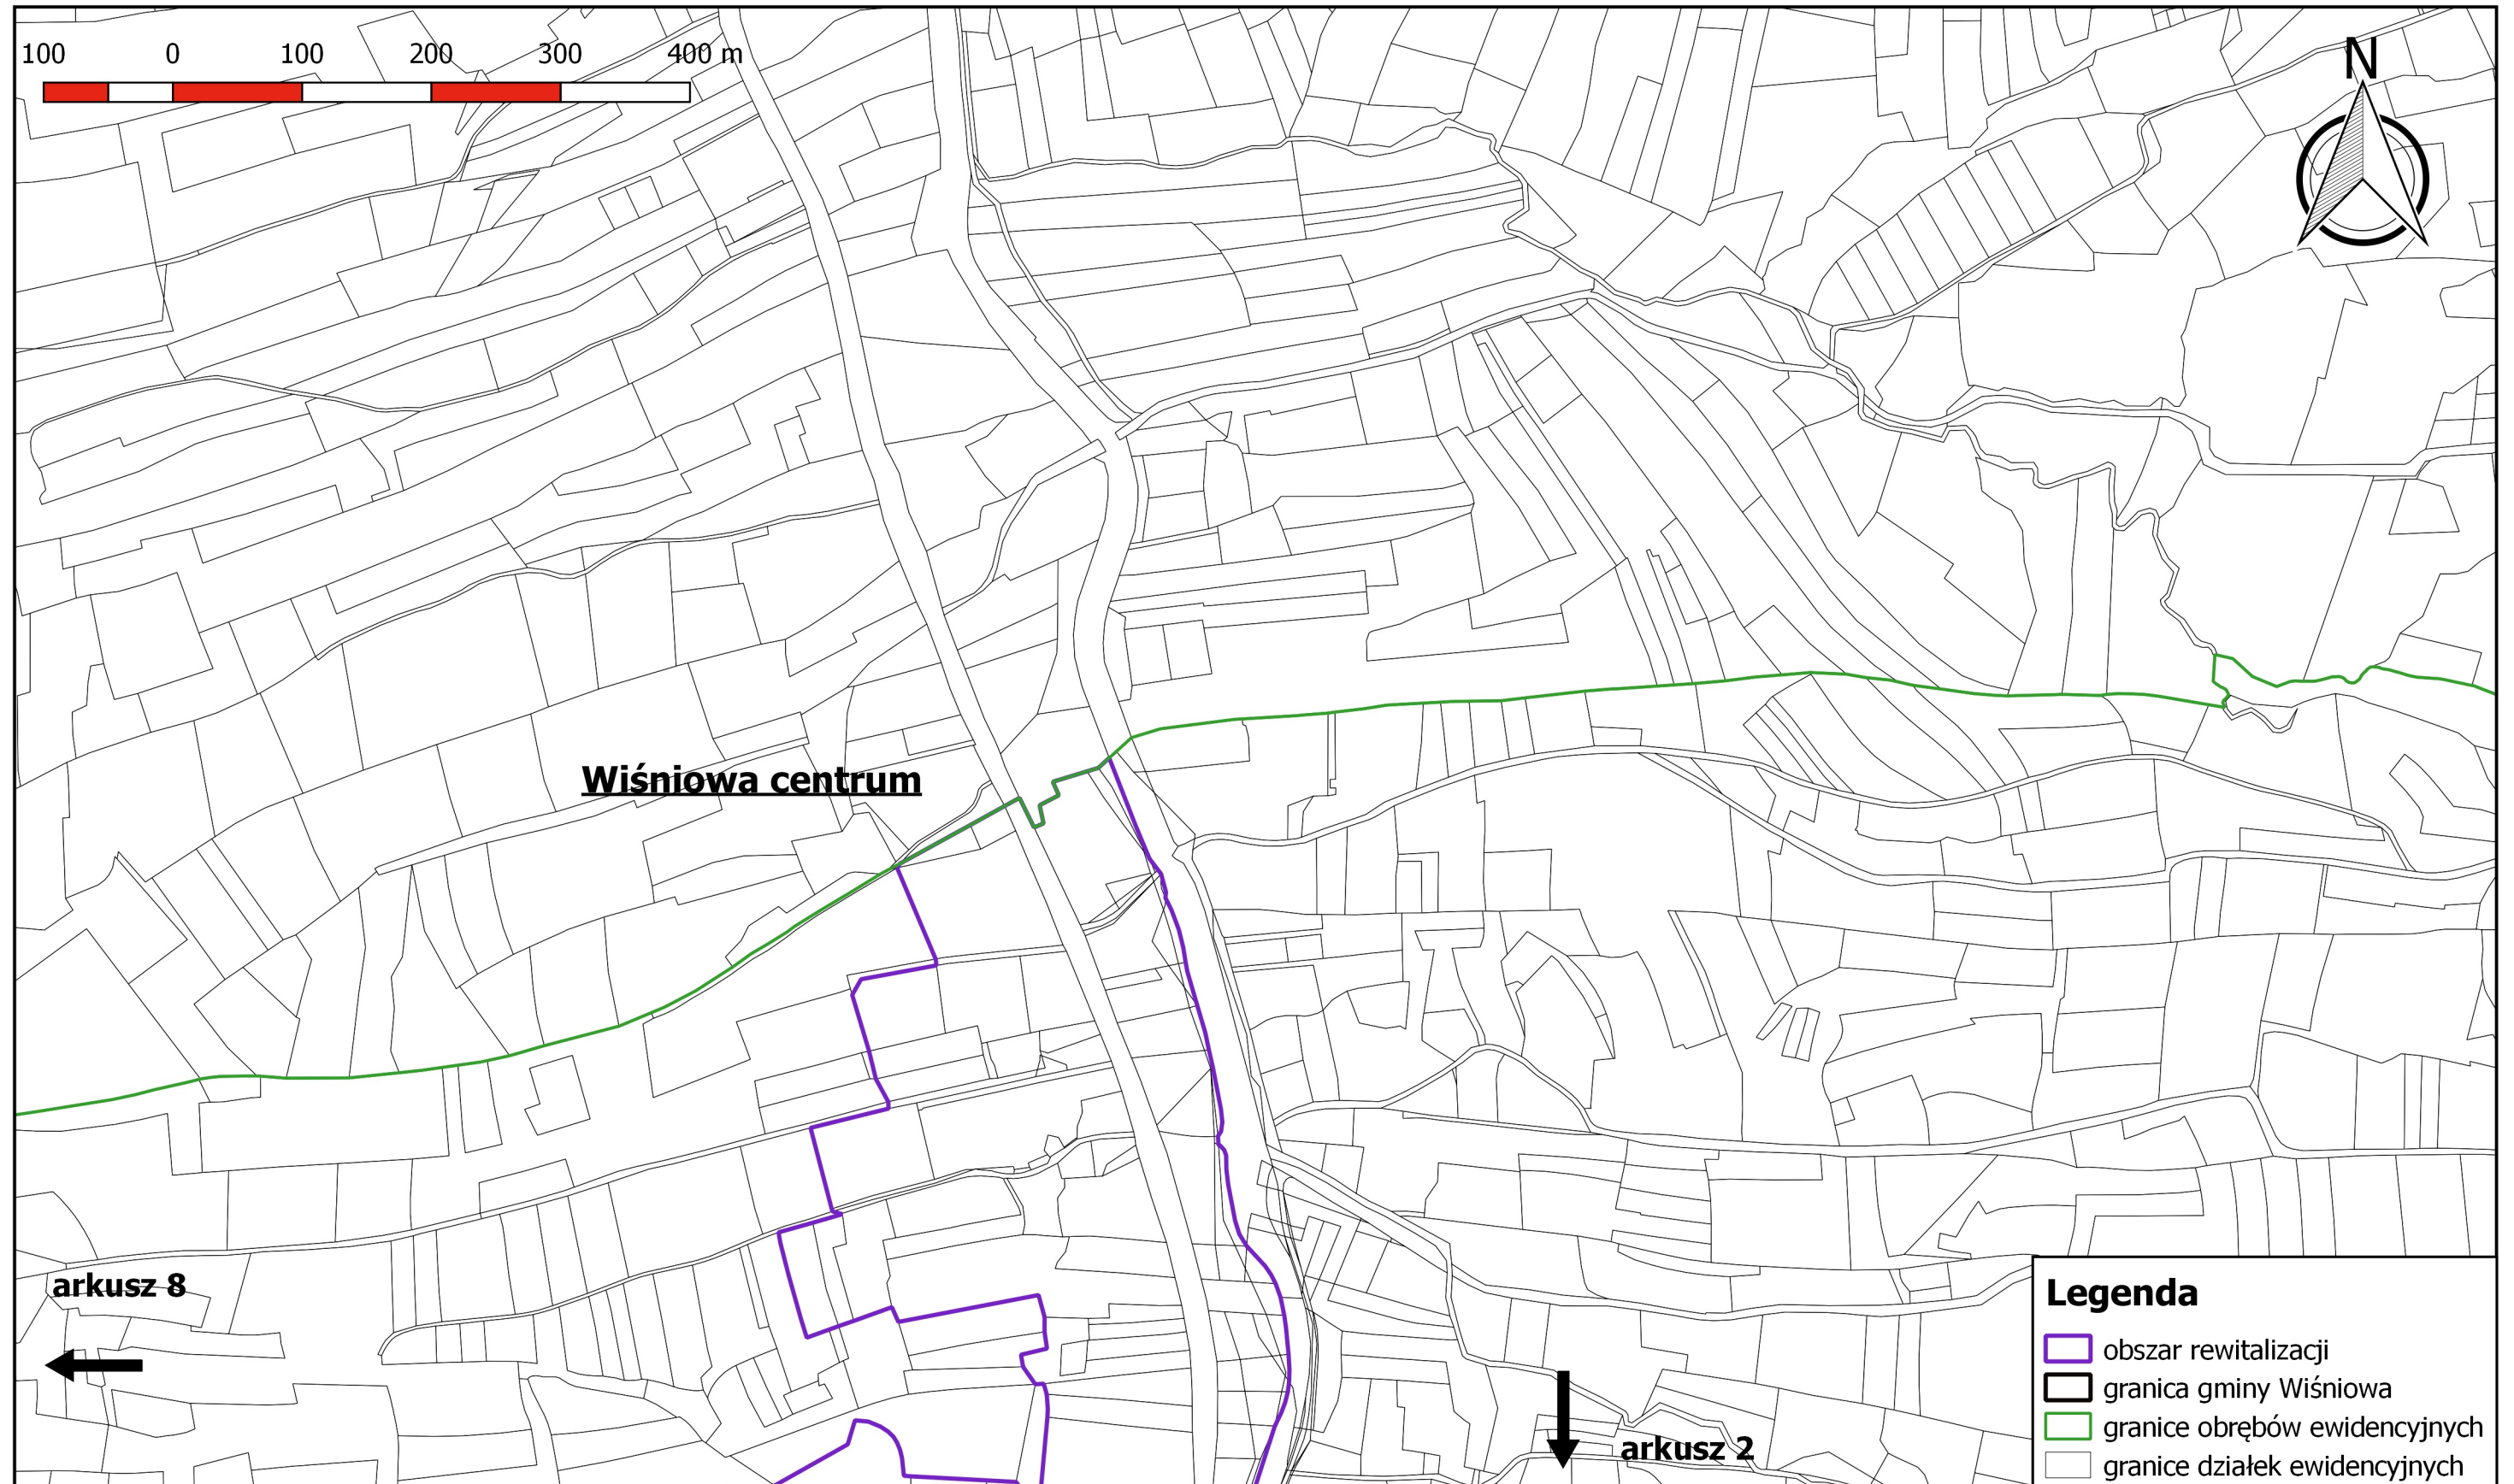 100 0 100 200 300 400 m
N
Wiśniowa centrum
arkusz 8
arkusz 2
Legenda
obszar rewitalizacji
granica gminy Wiśniowa
granice obrębów ewidencyjnych
granice działek ewidencyjnych